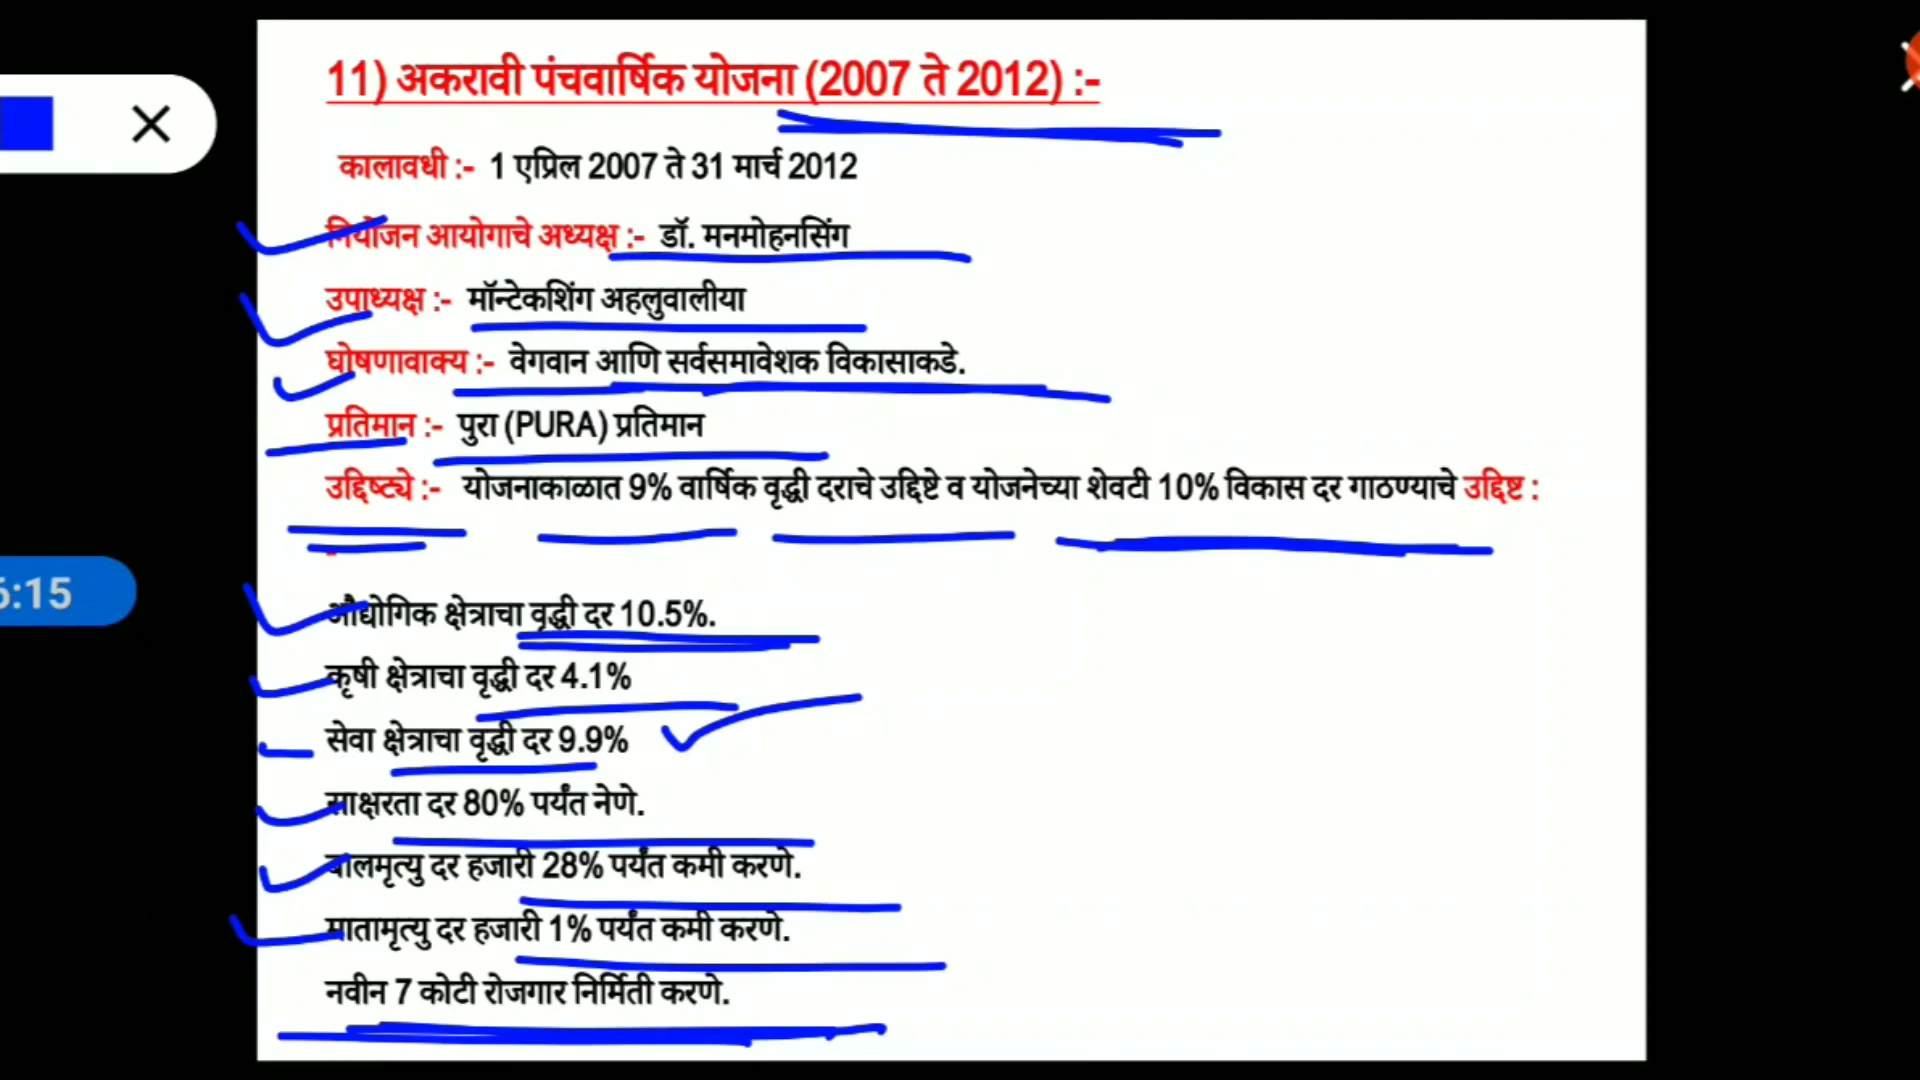 11) अकरावी पंचवार्षिक योजना (2007 ते 2012) :-
कालावधी :- 1 एप्रिल 2007 ते 31 मार्च 2012
नियोजन आयोगाचे अध्यक्ष :- डॉ. मनमोहनसिंग
उपाध्यक्ष :- मॉन्टेकशिंग अहलुवालीया
घोषणावाक्य :- वेगवान आणि सर्वसमावेशक विकासाकडे.
प्रतिमान :- पुरा (PURA) प्रतिमान
उद्दिष्ट्ये :- योजनाकाळात 9% वार्षिक वृद्धी दराचे उद्दिष्टे व योजनेच्या शेवटी 10% विकास दर गाठण्याचे उद्दिष्ट :
-
6:15
औद्योगिक क्षेत्राचा वृद्धी दर 10.5%.
कृषी क्षेत्राचा वृद्धी दर 4.1%
सेवा क्षेत्राचा वृद्धी दर 9.9%
साक्षरता दर 80% पर्यंत नेणे.
बालमृत्यु दर हजारी 28% पर्यंत कमी करणे.
मातामृत्यु दर हजारी 1% पर्यंत कमी करणे.
नवीन 7 कोटी रोजगार निर्मिती करणे.